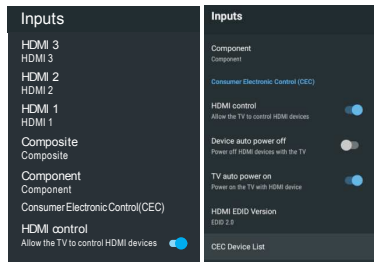 Inputs
HDMI 3
HDMI 3
HDMI 2
HDMI 2
HDMI 1
HDMI 1
Composite
Composite
Component
Component
Consumer Electronic Control(CEC)
HDMI control
Allow the TV to control HDMI devices
Inputs
Component
Component
Consumer Electronic Control (CEC)
HDMI control
Allow the TV to control HDMI devices
Device auto power off
Power off HDMI devices with the TV
TV auto power on
Power on the TV with HDMI device
HDMI EDID Version
EDID 2.0
CEC Device List